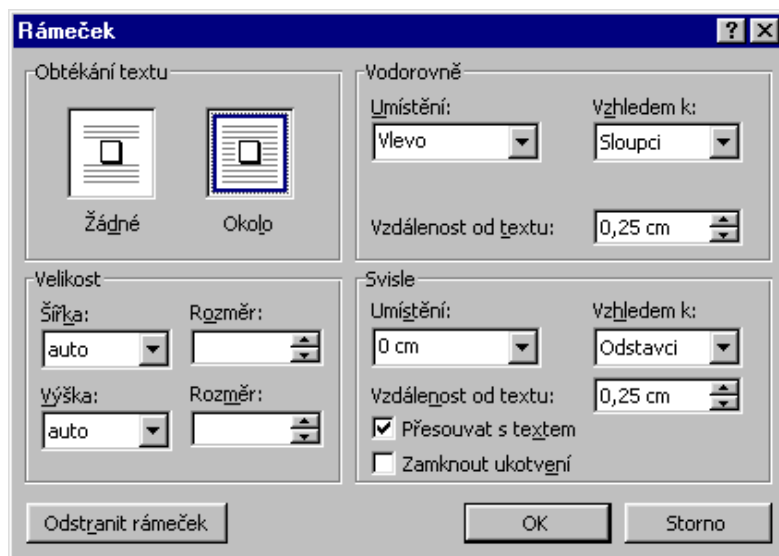 Rámeček
Obtékání textu
Žádné
Okolo
Vodorovně
Umístění:
Vzhledem k:
Vlevo
Sloupci
Vzdálenost od textu:
0,25 cm
Velikost
Šířka:
Rozměr:
auto
Výška:
Rozměr:
auto
Svisle
Umístění:
Vzhledem k:
0 cm
Odstavci
Vzdálenost od textu:
0,25 cm
Přesouvat s textem
Zamknout ukotvení
Odstranit rámeček
OK
Storno